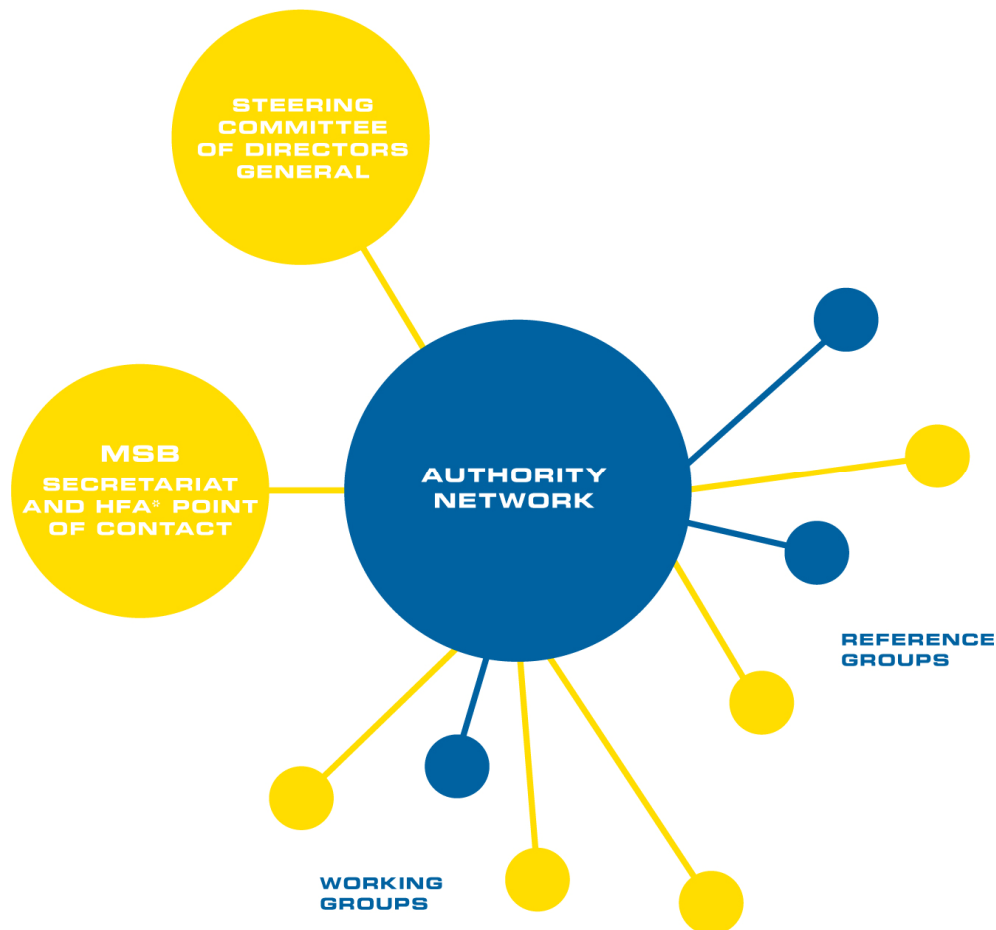 STEERING
COMMITTEE
OF DIRECTORS
GENERAL
MSB
SECRETARIAT
AND HFA* POINT
OF CONTACT
AUTHORITY
NETWORK
REFERENCE
GROUPS
WORKING
GROUPS